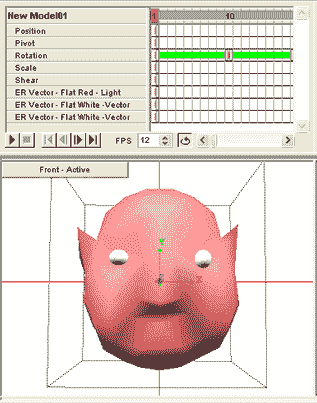 New Model01
1
10
Position
Pivot
Rotation
Scale
Shear
ER Vector - Flat Red - Light
ER Vector - Flat White -Vector
ER Vector - Flat White -Vector
FPS 12
Front - Active
Y
Z X